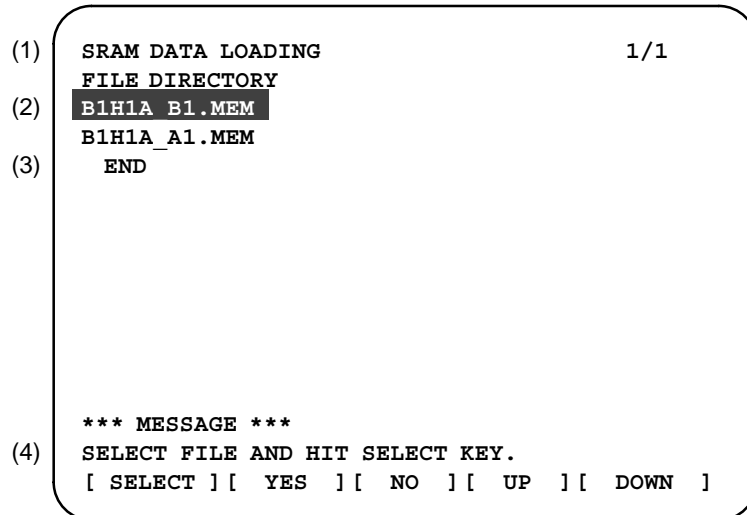 (1) SRAM DATA LOADING 1/1
FILE DIRECTORY
(2) B1H1A_B1.MEM
B1H1A_A1.MEM
(3) END
*** MESSAGE ***
(4) SELECT FILE AND HIT SELECT KEY.
[ SELECT ][ YES ][ NO ][ UP ][ DOWN ]